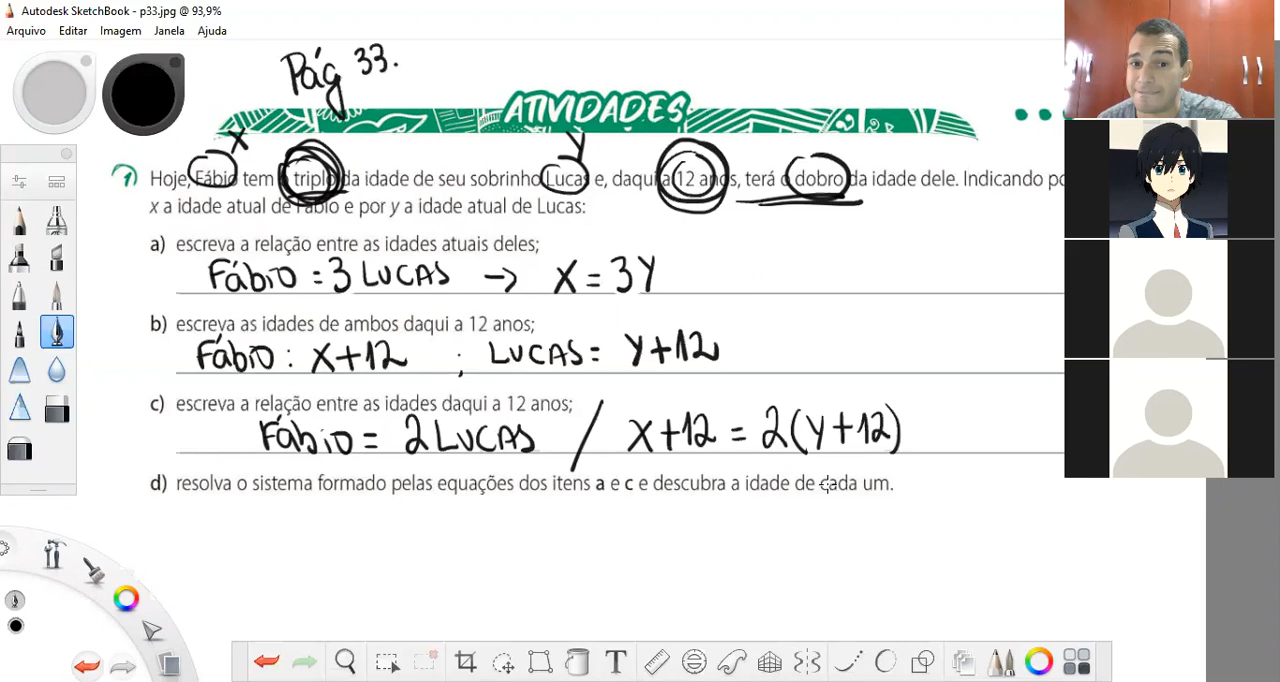 Autodesk SketchBook - p33.jpg @ 93,9%
Arquivo Editar Imagem Janela Ajuda
Pág 33.
ATIVIDADES
x y
1) Hoje, Fábio tem o triplo da idade de seu sobrinho Lucas e, daqui a 12 anos, terá o dobro da idade dele. Indicando po
x a idade atual de Fábio e por y a idade atual de Lucas:
a) escreva a relação entre as idades atuais deles;
Fábio = 3 LUCAS → X = 3Y
b) escreva as idades de ambos daqui a 12 anos;
Fábio : X+12 ; LUCAS = Y+12
c) escreva a relação entre as idades daqui a 12 anos;
Fábio = 2 LUCAS / X+12 = 2(Y+12)
d) resolva o sistema formado pelas equações dos itens a e c e descubra a idade de cada um.
T